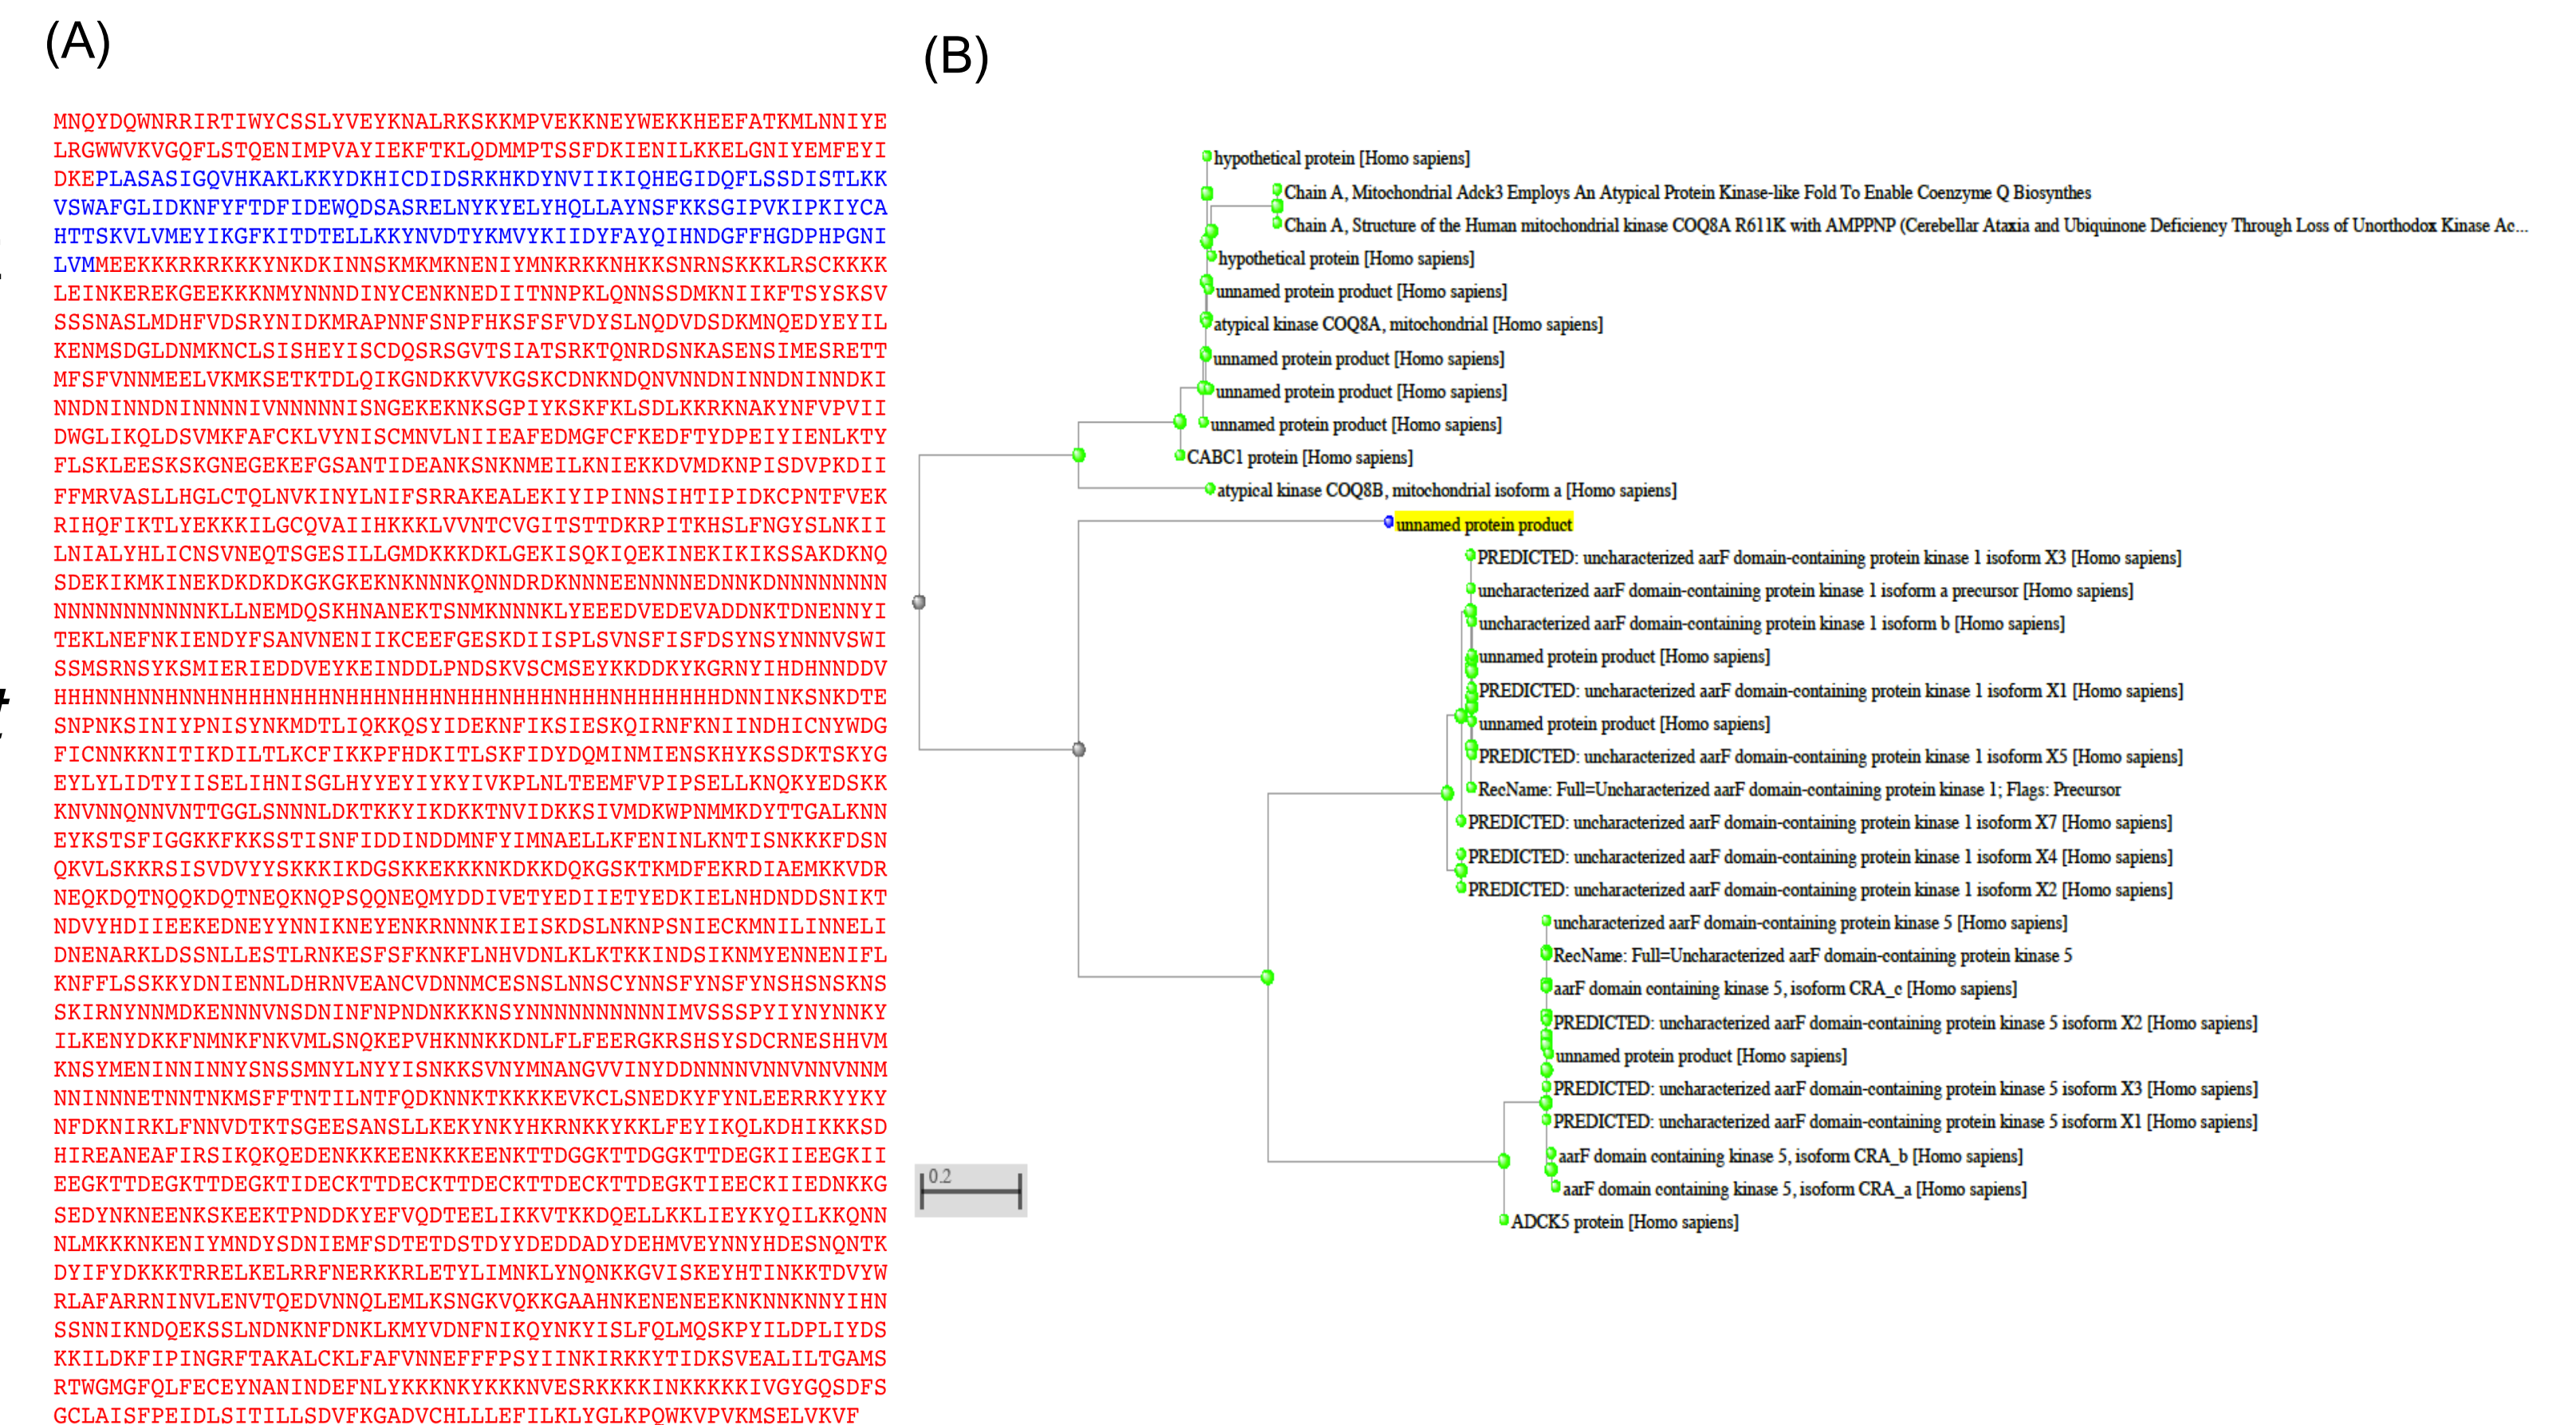 (A)
MNQYDQWNRRIRTIWYCSSLYVEYKNALRKSKKMPVEKKNEYWEKKHEEFATKMLNNIYE
LRGWWVKVGQFLSTQENIMPVAYIEKFTKLQDMMPTSSFDKIENILKKELGNIYEMFEYI
DKEPLASASIGQVHKAKLKKYDKHICDIDSRKHKDYNVIIKIQHEGIDQFLSSDISTLKK
VSWAFGLIDKNFYFTDFIDEWQDSASRELNYKYELYHQLLAYNSFKKSGIPVKIPKIYCA
HTTSKVLVMEYIKGFKITDTELLKKYNVDTYKMVYKIIDYFAYQIHNDGFFHGDPHPGNI
LVMMEEKKKRKRKKKYNKDKINNSKMKMKNENIYMNKRKKNHKKSNRNSKKKLRSCKKKK
LEINKEREKGEEKKKNMYNNNDINYCENKNEDIITNNPKLQNNSSDMKNIIKFTSYSKSV
SSSNASLMDHFVDSRYNIDKMRAPNNFSNPFHKSFSFVDYSLNQDVDSDKMNQEDYEYIL
KENMSDGLDNMKNCLSISHEYISCDQSRSGVTSIATSRKTQNRDSNKASENSIMESRETT
MFSFVNNMEELVKMKSETKTDLQIKGNDKKVVKGSKCDNKNDQNVNNDNINNDNINNDKI
NNDNINNDNINNNNIVNNNNNISNGEKEKNKSGPIYKSKFKLSDLKKRKNAKYNFVPVII
DWGLIKQLDSVMKFAFCKLVYNISCMNVLNIIEAFEDMGFCFKEDFTYDPEIYIENLKTY
FLSKLEESKSKGNEGEKEFGSANTIDEANKSNKNMEILKNIEKKDVMDKNPISDVPKDII
FFMRVASLLHGLCTQLNVKINYLNIFSRRAKEALEKIYIPINNSIHTIPIDKCPNTFVEK
RIHQFIKTLYEKKKILGCQVAIIHKKKLVVNTCVGITSTTDKRPITKHSLFNGYSLNKII
LNIALYHLICNSVNEQTSGESILLGMDKKKDKLGEKISQKIQEKINEKIKIKSSAKDKNQ
SDEKIKMKINEKDKDKDKGKGKEKNKNNNKQNNDRDKNNNEENNNNEDNNKDNNNNNNNN
NNNNNNNNNNNKLLNEMDQSKHNANEKTSNMKNNNKLYEEEDVEDEVADDNKTDNENNYI
TEKLNEFNKIENDYFSANVNENIIKCEEFGESKDIISPLSVNSFISFDSYNSYNNNVSWI
SSMSRNSYKSMIERIEDDVEYKEINDDLPNDSKVSCMSEYKKDDKYKGRNYIHDHNNDDV
HHHNNHNNHNNHNHHNHHHNHHHNHHHNHHHNHHHNHHHNHHHHHHHDNNINKSNKDTE
SNPNKSINIYPNISYNKMDTLIQKKQSYIDEKNFIKSIESKQIRNFKNIINDHICNYWDG
FICNNKKNITIKDILTLKCFIKKPFHDKITLSKFIDYDQMINMIENSKHYKSSDKTSKYG
EYLYLIDTYIISELIHNISGLHYYEYIYKYIVKPLNLTEEMFVPIPSELLKNQKYEDSKK
KNVNNQNNVNTTGGLSNNNLDKTKKYIKDKKTNVIDKKSIVMDKWPNMMKDYTTGALKNN
EYKSTSFIGGKKFKKSSTISNFIDDINDDMNFYIMNAELLKFENINLKNTISNKKKFDSN
QKVLSKKRSISVDVYYSKKKIKDGSKKEKKKNKDKKDQKGSKTKMDFEKRDIAEMKKVDR
NEQKDQTNQQKDQTNEQKNQPSQQNEQMYDDIVETYEDIIETYEDKIELNHDNDDSNIKT
NDVYHDIIEEKEDNEYYNNIKNEYENKRNNNKIEISKDSLNKNPSNIECKMNILINNELI
DNENARKLDSSNLLESTLRNKESFSFKNKFLNHVDNLKLKTKKINDSIKNMYENNENIFL
KNFFLSSKKYDNIENNLDHRNVEANCVDNNMCESNSLNNSCYNNSFYNSFYNSHSNSKNS
SKIRNYNNMDKENNNVNSDNINFNPNDNKKKNSYNNNNNNNNNNIMVSSSPYIYNYNNKY
ILKENYDKKFNMNKFNKVMLSNQKEPVHKNNKKDNLFLFEERGKRSHSYSDCRNESHHVM
KNSYMENINNINNYSNSSMNYLNYYISNKKSVNYMNANGVVINYDDNNNNVNNVNNVNNM
NNINNNETNNTNKMSFFTNTILNTFQDKNNKTKKKKEVKCLSNEDKYFYNLEERRKYYKY
NFDKNIRKLFNNVDTKTSGEESANSLLKEKYNKYHKRNKKYKKLFEYIKQLKDHIKKKSD
HIREANEAFIRSIKQKQEDENKKKEENKKKEENKTTDGGKTTDGGKTTDEGKIIEEGKII
EEGKTTDEGKTTDEGKTIDECKTTDECKTTDECKTTDECKTTDEGKTIEECKIIEDNKKG
SEDYNKNEENKSKEEKTPNDDKYEFVQDTEELIKKVTKKDQELLKKLIEYKYQILKKQNN
NLMKKKNKENIYMNDYSDNIEMFSDTETDSTDYYDEDDADYDEHMVEYNNYHDESNQNTK
DYIFYDKKKTRRELKELRRFNERKKRLETYLIMNKLYNQNKKGVISKEYHTINKKTDVYW
RLAFARRNINVLENVTQEDVNNQLEMLKSNGKVQKKGAAHNKENENEEKNKNNKNNYIHN
SSNNIKNDQEKSSLNDNKNFDNKLKMYVDNFNIKQYNKYISLFQLMQSKPYILDPLIYDS
KKILDKFIPINGRFTAKALCKLFAFVNNEFFFPSYIINKIRKKYTIDKSVEALILTGAMS
RTWGMGFQLFECEYNANINDEFNLYKKKNKYKKKNVESRKKKKINKKKKKIVGYGQSDFS
GCLAISFPEIDLSITILLSDVFKGADVCHLLLEFILKLYGLKPQWKVPVKMSELVKVF
(B)
hypothetical protein [Homo sapiens]
Chain A, Mitochondrial Adck3 Employs An Atypical Protein Kinase-like Fold To Enable Coenzyme Q Biosynthes
Chain A, Structure of the Human mitochondrial kinase COQ8A R611K with AMPPNP (Cerebellar Ataxia and Ubiquinone Deficiency Through Loss of Unorthodox Kinase Ac...
hypothetical protein [Homo sapiens]
unnamed protein product [Homo sapiens]
atypical kinase COQ8A, mitochondrial [Homo sapiens]
unnamed protein product [Homo sapiens]
unnamed protein product [Homo sapiens]
unnamed protein product [Homo sapiens]
CABC1 protein [Homo sapiens]
atypical kinase COQ8B, mitochondrial isoform a [Homo sapiens]
unnamed protein product
PREDICTED: uncharacterized aarF domain-containing protein kinase 1 isoform X3 [Homo sapiens]
uncharacterized aarF domain-containing protein kinase 1 isoform a precursor [Homo sapiens]
uncharacterized aarF domain-containing protein kinase 1 isoform b [Homo sapiens]
unnamed protein product [Homo sapiens]
PREDICTED: uncharacterized aarF domain-containing protein kinase 1 isoform X1 [Homo sapiens]
unnamed protein product [Homo sapiens]
PREDICTED: uncharacterized aarF domain-containing protein kinase 1 isoform X5 [Homo sapiens]
RecName: Full=Uncharacterized aarF domain-containing protein kinase 1; Flags: Precursor
PREDICTED: uncharacterized aarF domain-containing protein kinase 1 isoform X7 [Homo sapiens]
PREDICTED: uncharacterized aarF domain-containing protein kinase 1 isoform X4 [Homo sapiens]
PREDICTED: uncharacterized aarF domain-containing protein kinase 1 isoform X2 [Homo sapiens]
uncharacterized aarF domain-containing protein kinase 5 [Homo sapiens]
RecName: Full=Uncharacterized aarF domain-containing protein kinase 5
aarF domain containing kinase 5, isoform CRA_c [Homo sapiens]
PREDICTED: uncharacterized aarF domain-containing protein kinase 5 isoform X2 [Homo sapiens]
unnamed protein product [Homo sapiens]
PREDICTED: uncharacterized aarF domain-containing protein kinase 5 isoform X3 [Homo sapiens]
PREDICTED: uncharacterized aarF domain-containing protein kinase 5 isoform X1 [Homo sapiens]
aarF domain containing kinase 5, isoform CRA_b [Homo sapiens]
aarF domain containing kinase 5, isoform CRA_a [Homo sapiens]
ADCK5 protein [Homo sapiens]
0.2